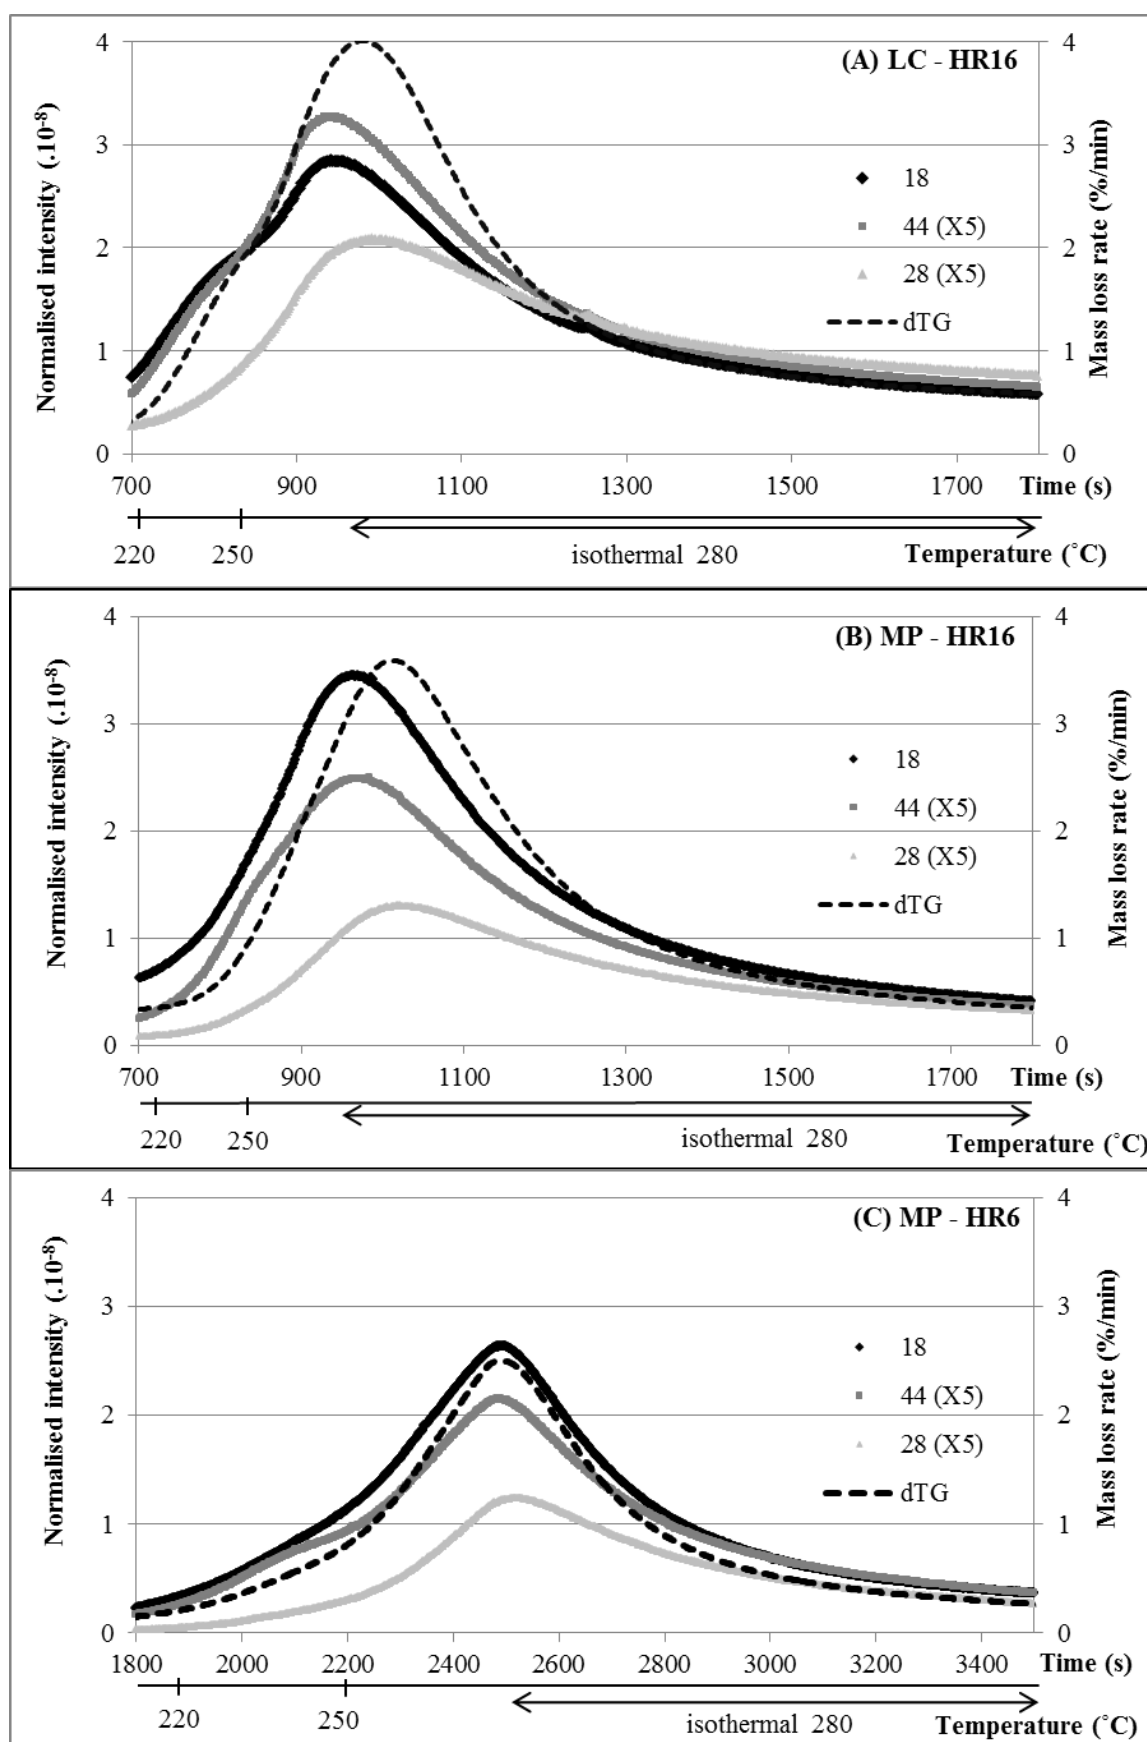 (A) LC - HR16
Normalised intensity (.10⁻⁸)
Mass loss rate (%/min)
4
3
2
1
0
4
3
2
1
0
18
44 (X5)
28 (X5)
dTG
700 900 1100 1300 1500 1700 Time (s)
220 250 isothermal 280 Temperature (˚C)
(B) MP - HR16
Normalised intensity (.10⁻⁸)
Mass loss rate (%/min)
4
3
2
1
0
4
3
2
1
0
18
44 (X5)
28 (X5)
dTG
700 900 1100 1300 1500 1700 Time (s)
220 250 isothermal 280 Temperature (˚C)
(C) MP - HR6
Normalised intensity (.10⁻⁸)
Mass loss rate (%/min)
4
3
2
1
0
4
3
2
1
0
18
44 (X5)
28 (X5)
dTG
1800 2000 2200 2400 2600 2800 3000 3200 3400 Time (s)
220 250 isothermal 280 Temperature (˚C)